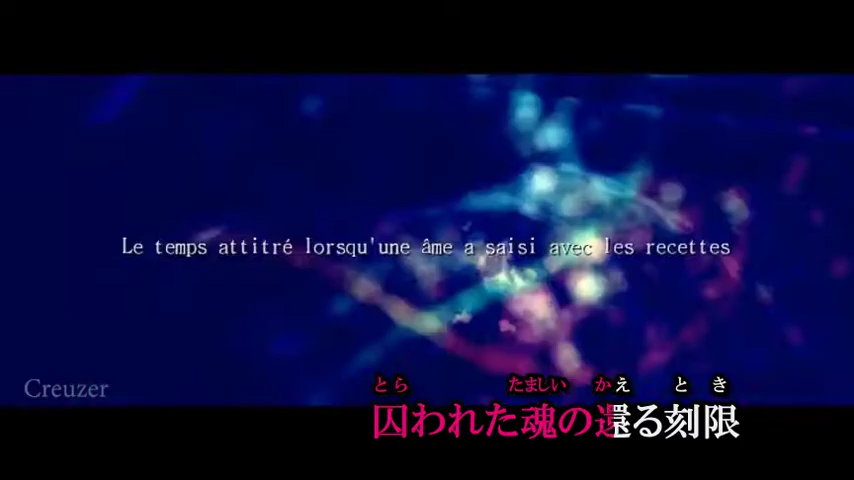 Le temps attitré lorsqu'une âme a saisi avec les recettes
Creuzer
とら たましい かえ とき
囚われた魂の還る刻限